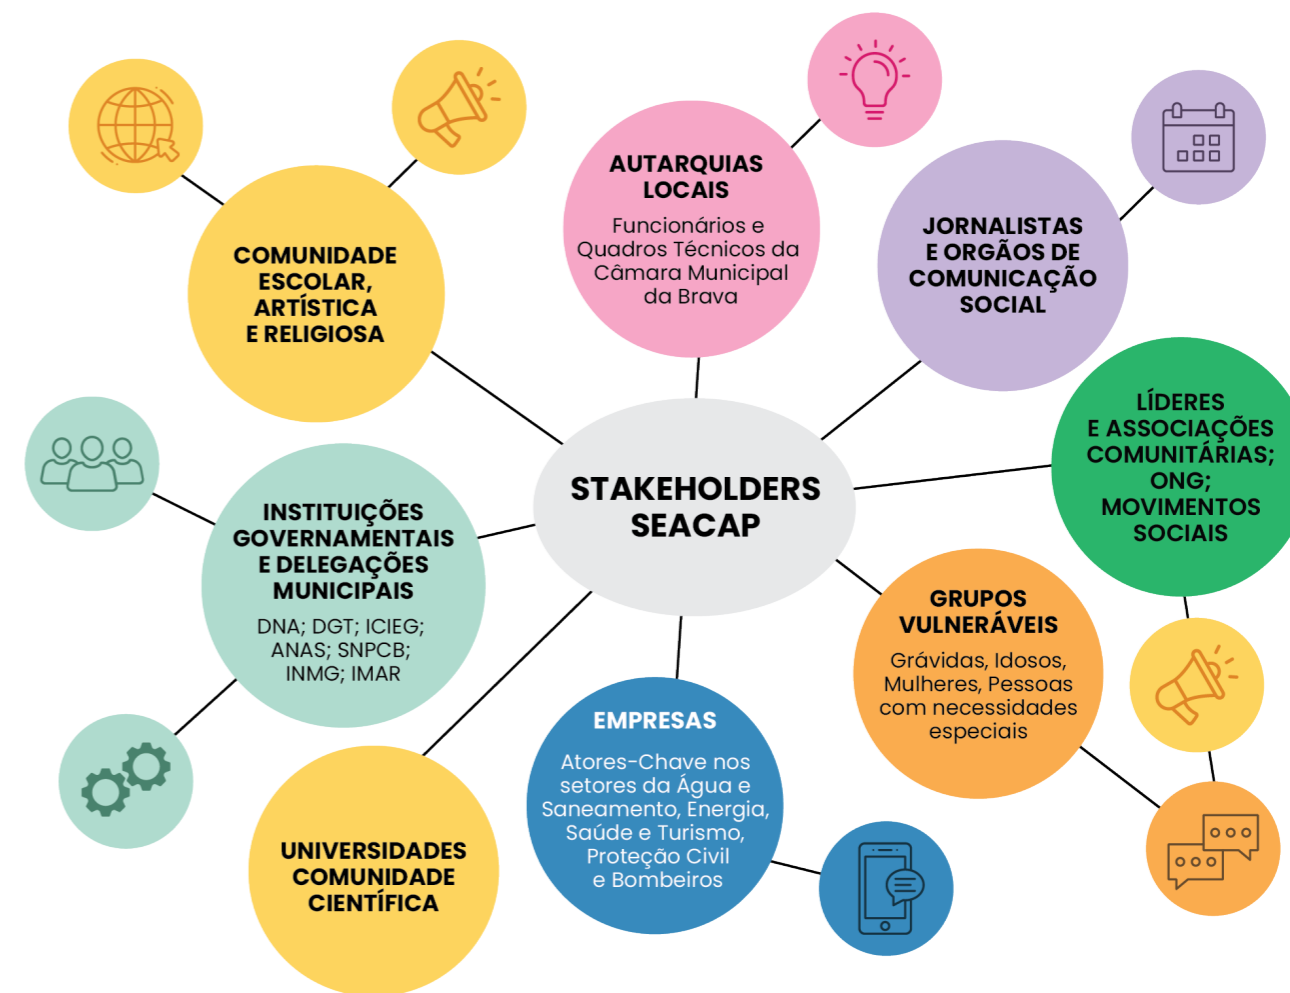 AUTARQUIAS
LOCAIS
Funcionários e
Quadros Técnicos da
Câmara Municipal
da Brava
JORNALISTAS
E ORGÃOS DE
COMUNICAÇÃO
SOCIAL
COMUNIDADE
ESCOLAR,
ARTÍSTICA
E RELIGIOSA
LÍDERES
E ASSOCIAÇÕES
COMUNITÁRIAS;
ONG;
MOVIMENTOS
SOCIAIS
STAKEHOLDERS
SEACAP
INSTITUIÇÕES
GOVERNAMENTAIS
E DELEGAÇÕES
MUNICIPAIS
DNA; DGT; ICIEG;
ANAS; SNPCB;
INMG; IMAR
GRUPOS
VULNERÁVEIS
Grávidas, Idosos,
Mulheres, Pessoas
com necessidades
especiais
EMPRESAS
Atores-Chave nos
setores da Água e
Saneamento, Energia,
Saúde e Turismo,
Proteção Civil
e Bombeiros
UNIVERSIDADES
COMUNIDADE
CIENTÍFICA